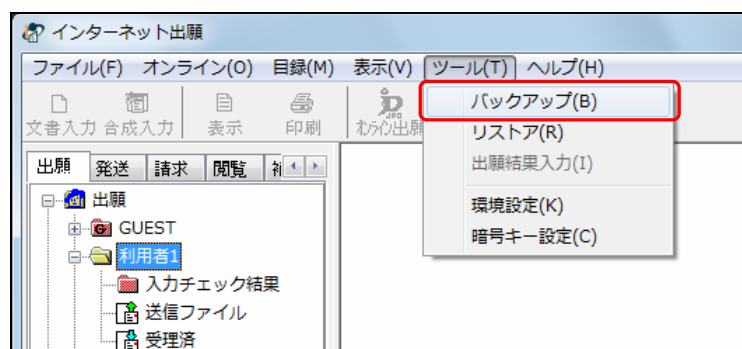 インターネット出願
ファイル(F) オンライン(O) 目録(M) 表示(V) ツール(T) ヘルプ(H)
文書入力 合成入力 表示 印刷
バックアップ(B)
リストア(R)
出願結果入力(I)
環境設定(K)
暗号キー設定(C)
出願 発送 請求 閲覧
出願
GUEST
利用者1
入力チェック結果
送信ファイル
受理済